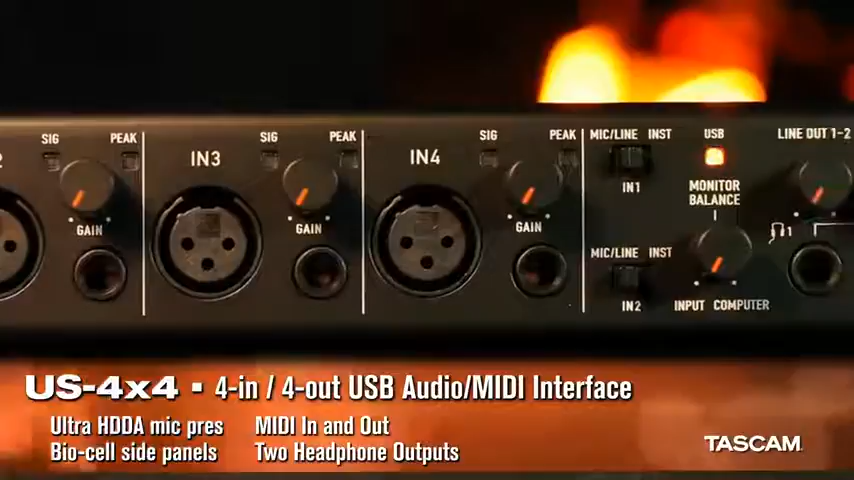 SIG PEAK SIG PEAK SIG PEAK MIC/LINE INST USB LINE OUT 1-2
2 IN3 IN4
IN1
MONITOR
BALANCE
GAIN GAIN GAIN
1
MIC/LINE INST
IN2
INPUT COMPUTER
US-4x4 ▪ 4-in / 4-out USB Audio/MIDI Interface
Ultra HDDA mic pres MIDI In and Out
Bio-cell side panels Two Headphone Outputs
TASCAM